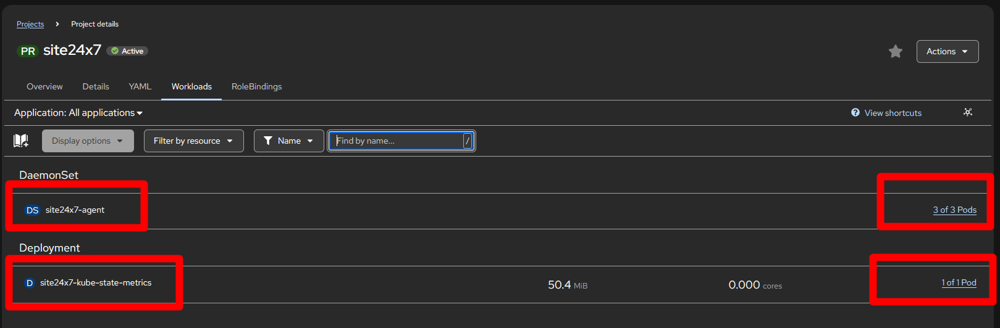 Projects > Project details
PR site24x7 Active
Actions
Overview Details YAML Workloads RoleBindings
Application: All applications View shortcuts
Display options Filter by resource Name Find by name... /
DaemonSet
DS site24x7-agent 3 of 3 Pods
Deployment
D site24x7-kube-state-metrics 50.4 MiB 0.000 cores 1 of 1 Pod